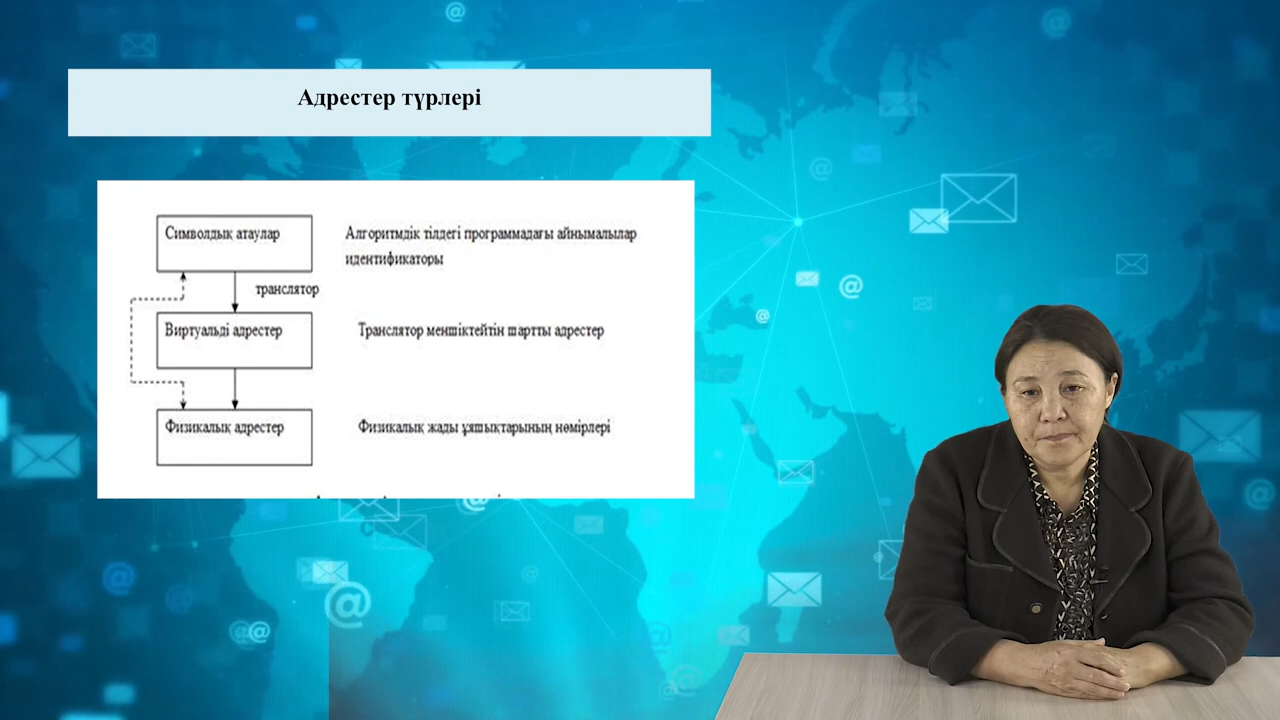 Адрестер түрлері
Символдық атаулар
Алгоритмдік тілдегі программадағы айнымалылар
идентификаторы
транслятор
Виртуальді адрестер
Транслятор меншіктейтін шартты адрестер
Физикалық адрестер
Физикалық жады ұяшықтарының нөмірлері